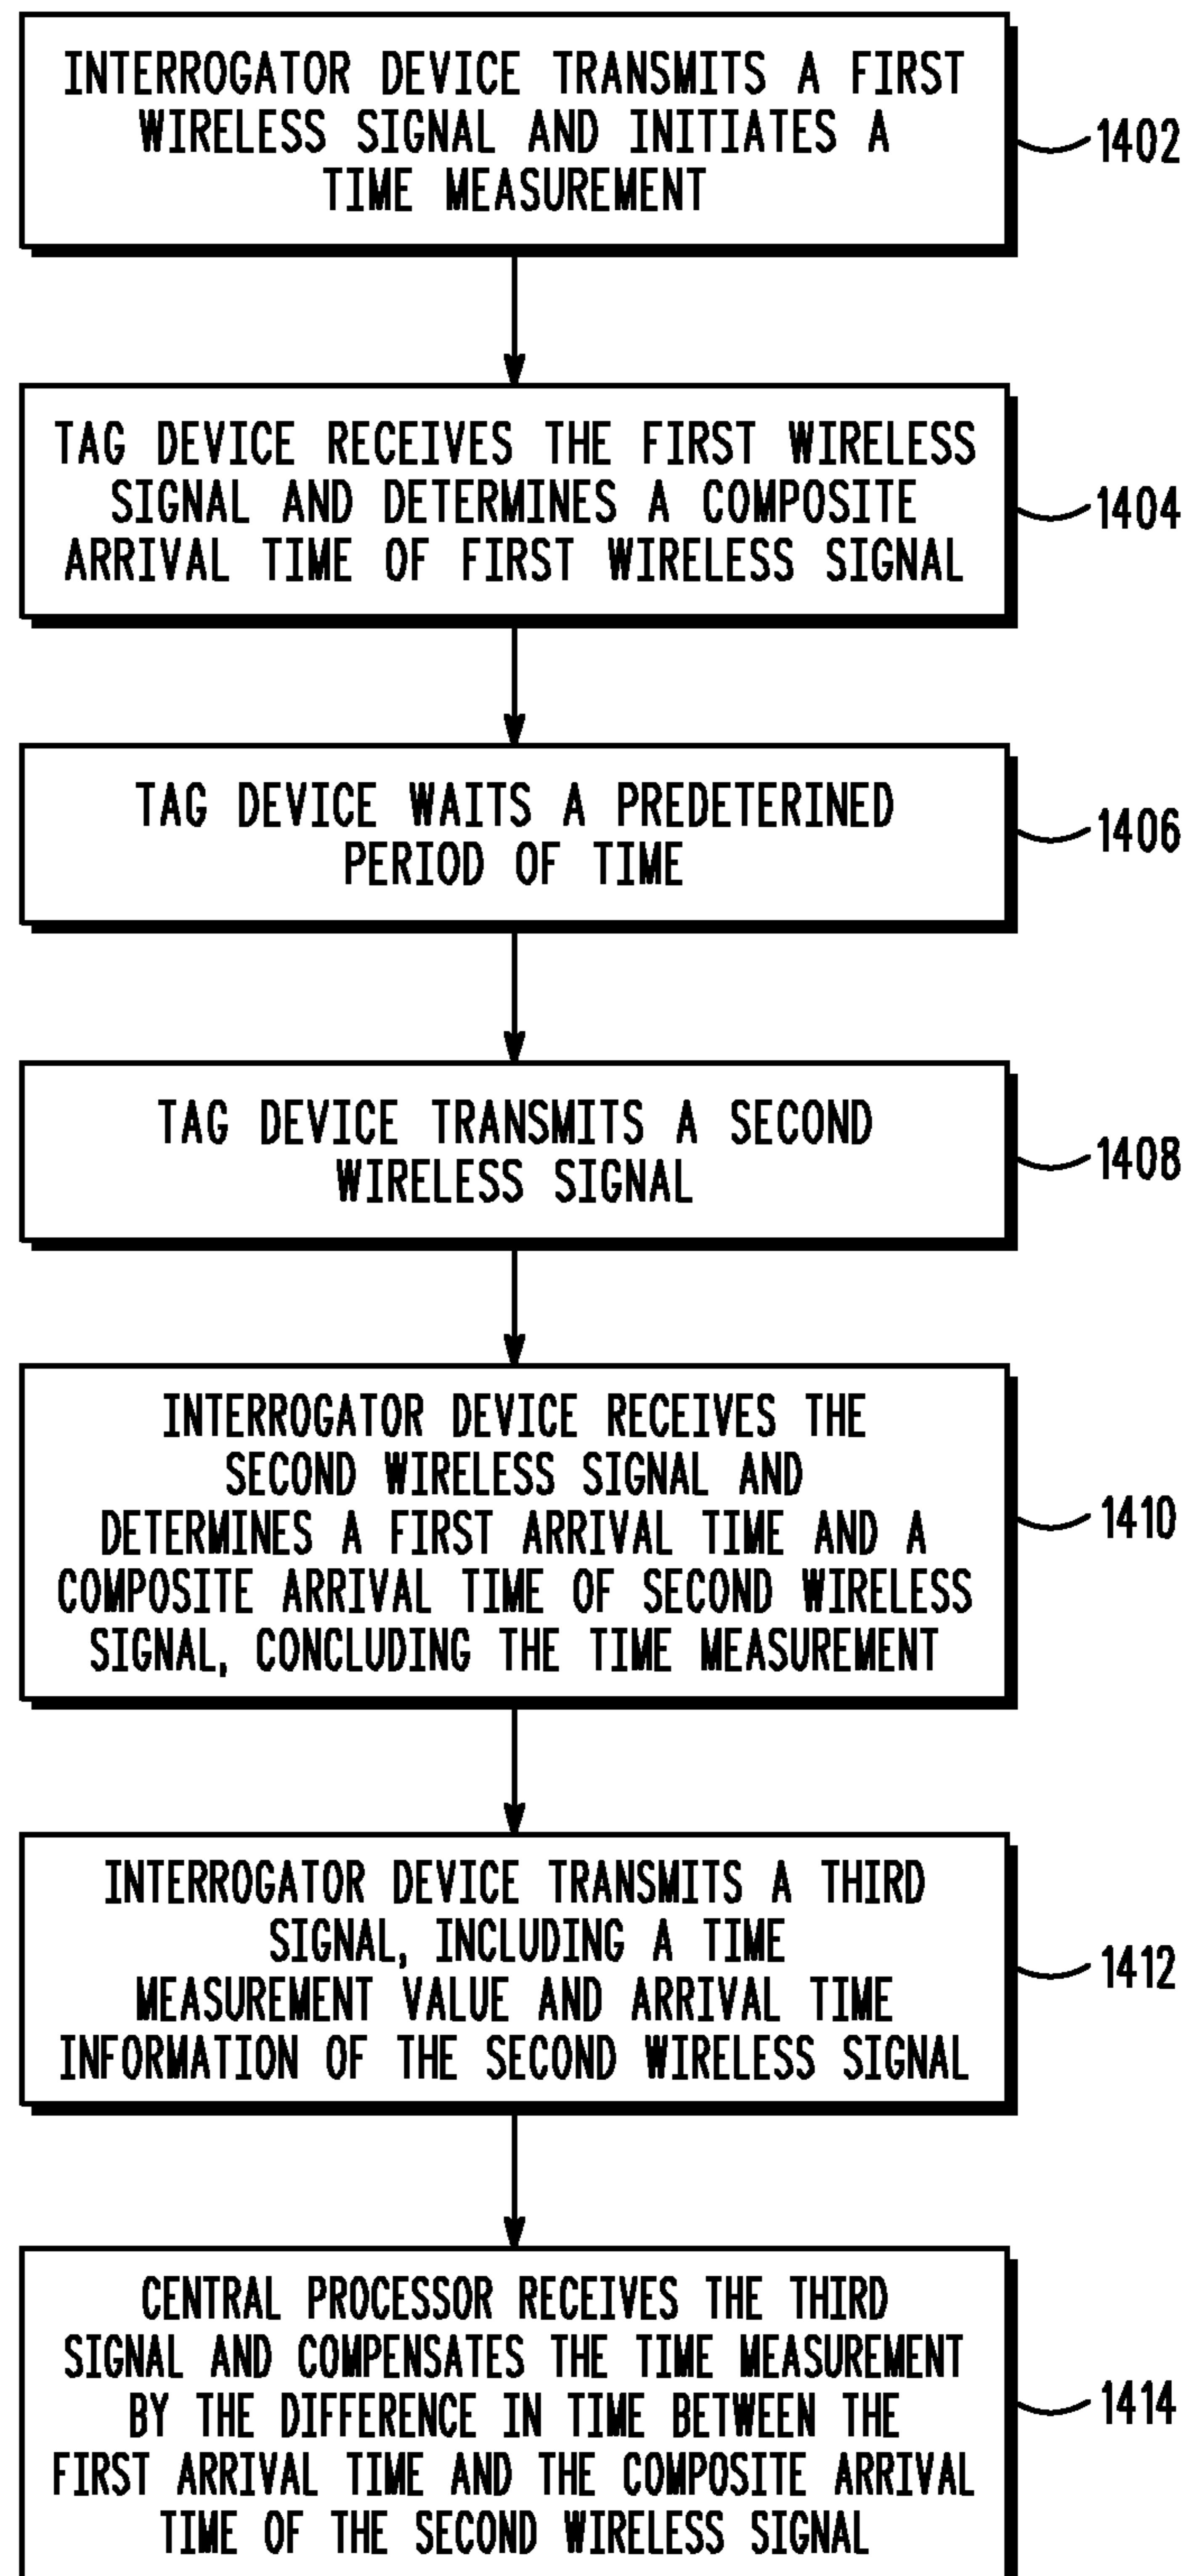 INTERROGATOR DEVICE TRANSMITS A FIRST
WIRELESS SIGNAL AND INITIATES A
TIME MEASUREMENT
1402
TAG DEVICE RECEIVES THE FIRST WIRELESS
SIGNAL AND DETERMINES A COMPOSITE
ARRIVAL TIME OF FIRST WIRELESS SIGNAL
1404
TAG DEVICE WAITS A PREDETERINED
PERIOD OF TIME
1406
TAG DEVICE TRANSMITS A SECOND
WIRELESS SIGNAL
1408
INTERROGATOR DEVICE RECEIVES THE
SECOND WIRELESS SIGNAL AND
DETERMINES A FIRST ARRIVAL TIME AND A
COMPOSITE ARRIVAL TIME OF SECOND WIRELESS
SIGNAL, CONCLUDING THE TIME MEASUREMENT
1410
INTERROGATOR DEVICE TRANSMITS A THIRD
SIGNAL, INCLUDING A TIME
MEASUREMENT VALUE AND ARRIVAL TIME
INFORMATION OF THE SECOND WIRELESS SIGNAL
1412
CENTRAL PROCESSOR RECEIVES THE THIRD
SIGNAL AND COMPENSATES THE TIME MEASUREMENT
BY THE DIFFERENCE IN TIME BETWEEN THE
FIRST ARRIVAL TIME AND THE COMPOSITE ARRIVAL
TIME OF THE SECOND WIRELESS SIGNAL
1414